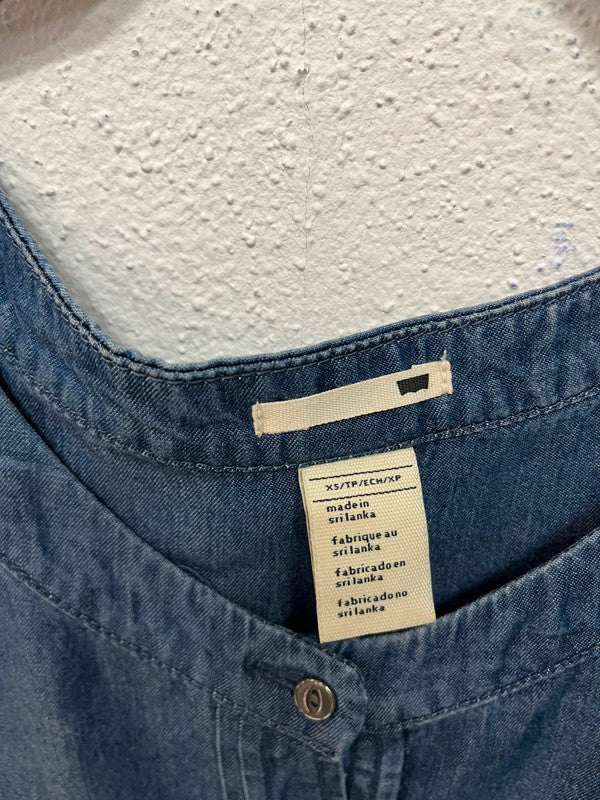 XS/TP/ECH/XP
made in
sri lanka
fabrique au
sri lanka
fabricado en
sri lanka
fabricado no
sri lanka